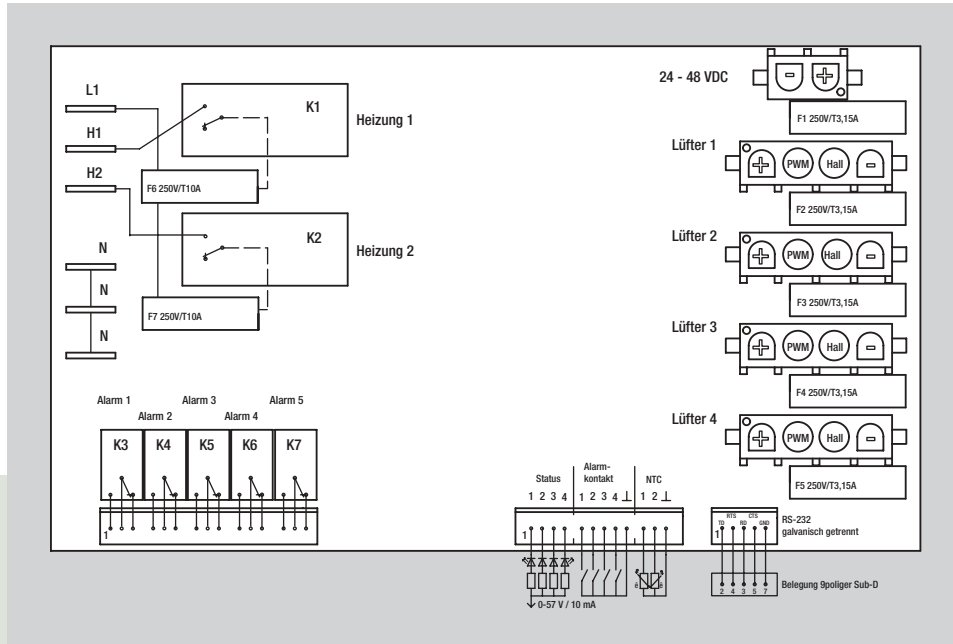 24 - 48 VDC
L1
K1
F1 250V/T3,15A
H1
Heizung 1
Lüfter 1
PWM Hall
H2
F6 250V/T10A
F2 250V/T3,15A
K2
Lüfter 2
PWM Hall
N
Heizung 2
N
F3 250V/T3,15A
F7 250V/T10A
Lüfter 3
N
PWM Hall
F4 250V/T3,15A
Alarm 1 Alarm 3 Alarm 5
Alarm 2 Alarm 4
Lüfter 4
K3 K4 K5 K6 K7
PWM Hall
Alarm-
kontakt
Status
NTC
F5 250V/T3,15A
1 2 3 4 1 2 3 4 1 2
RS-232
galvanisch getrennt
RTS CTS
TD RD GND
1
1
1
0-57 V / 10 mA
Belegung 9poliger Sub-D
2 4 3 5 7